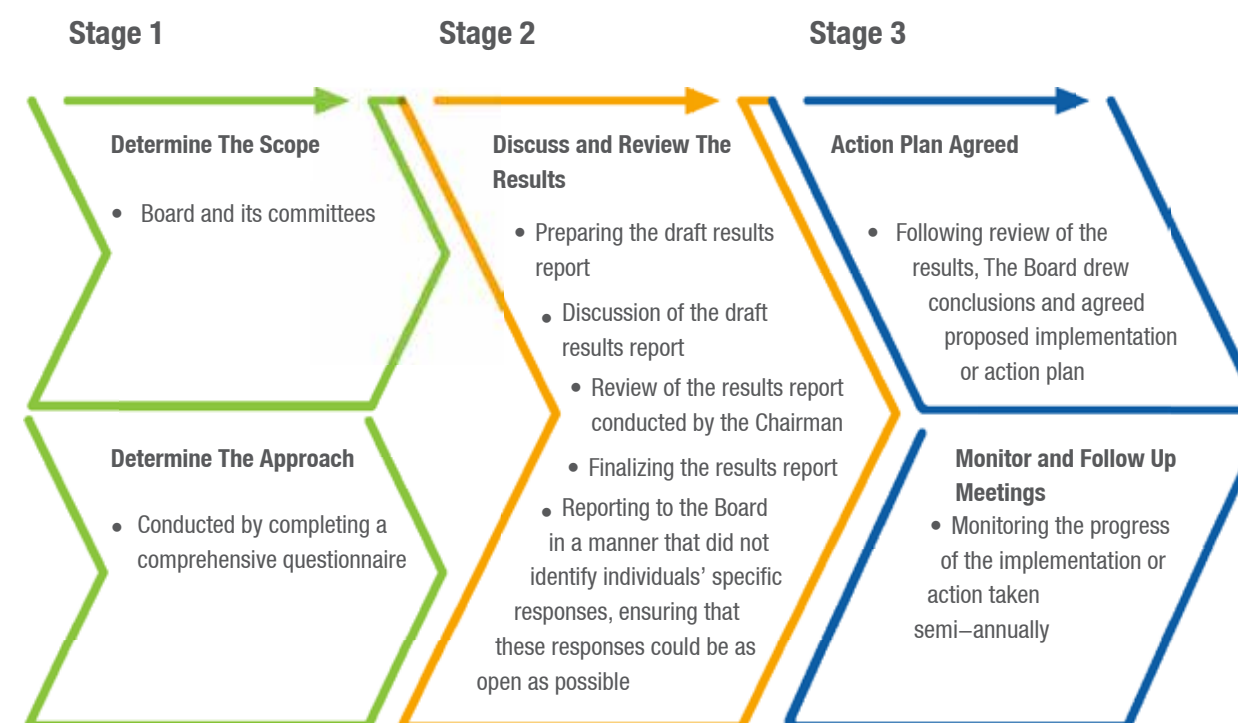 Stage 1
Determine The Scope
• Board and its committees
Determine The Approach
• Conducted by completing a
comprehensive questionnaire
Stage 2
Discuss and Review The
Results
• Preparing the draft results
report
• Discussion of the draft
results report
• Review of the results report
conducted by the Chairman
• Finalizing the results report
• Reporting to the Board
in a manner that did not
identify individuals’ specific
responses, ensuring that
these responses could be as
open as possible
Stage 3
Action Plan Agreed
• Following review of the
results, The Board drew
conclusions and agreed
proposed implementation
or action plan
Monitor and Follow Up
Meetings
• Monitoring the progress
of the implementation or
action taken
semi–annually